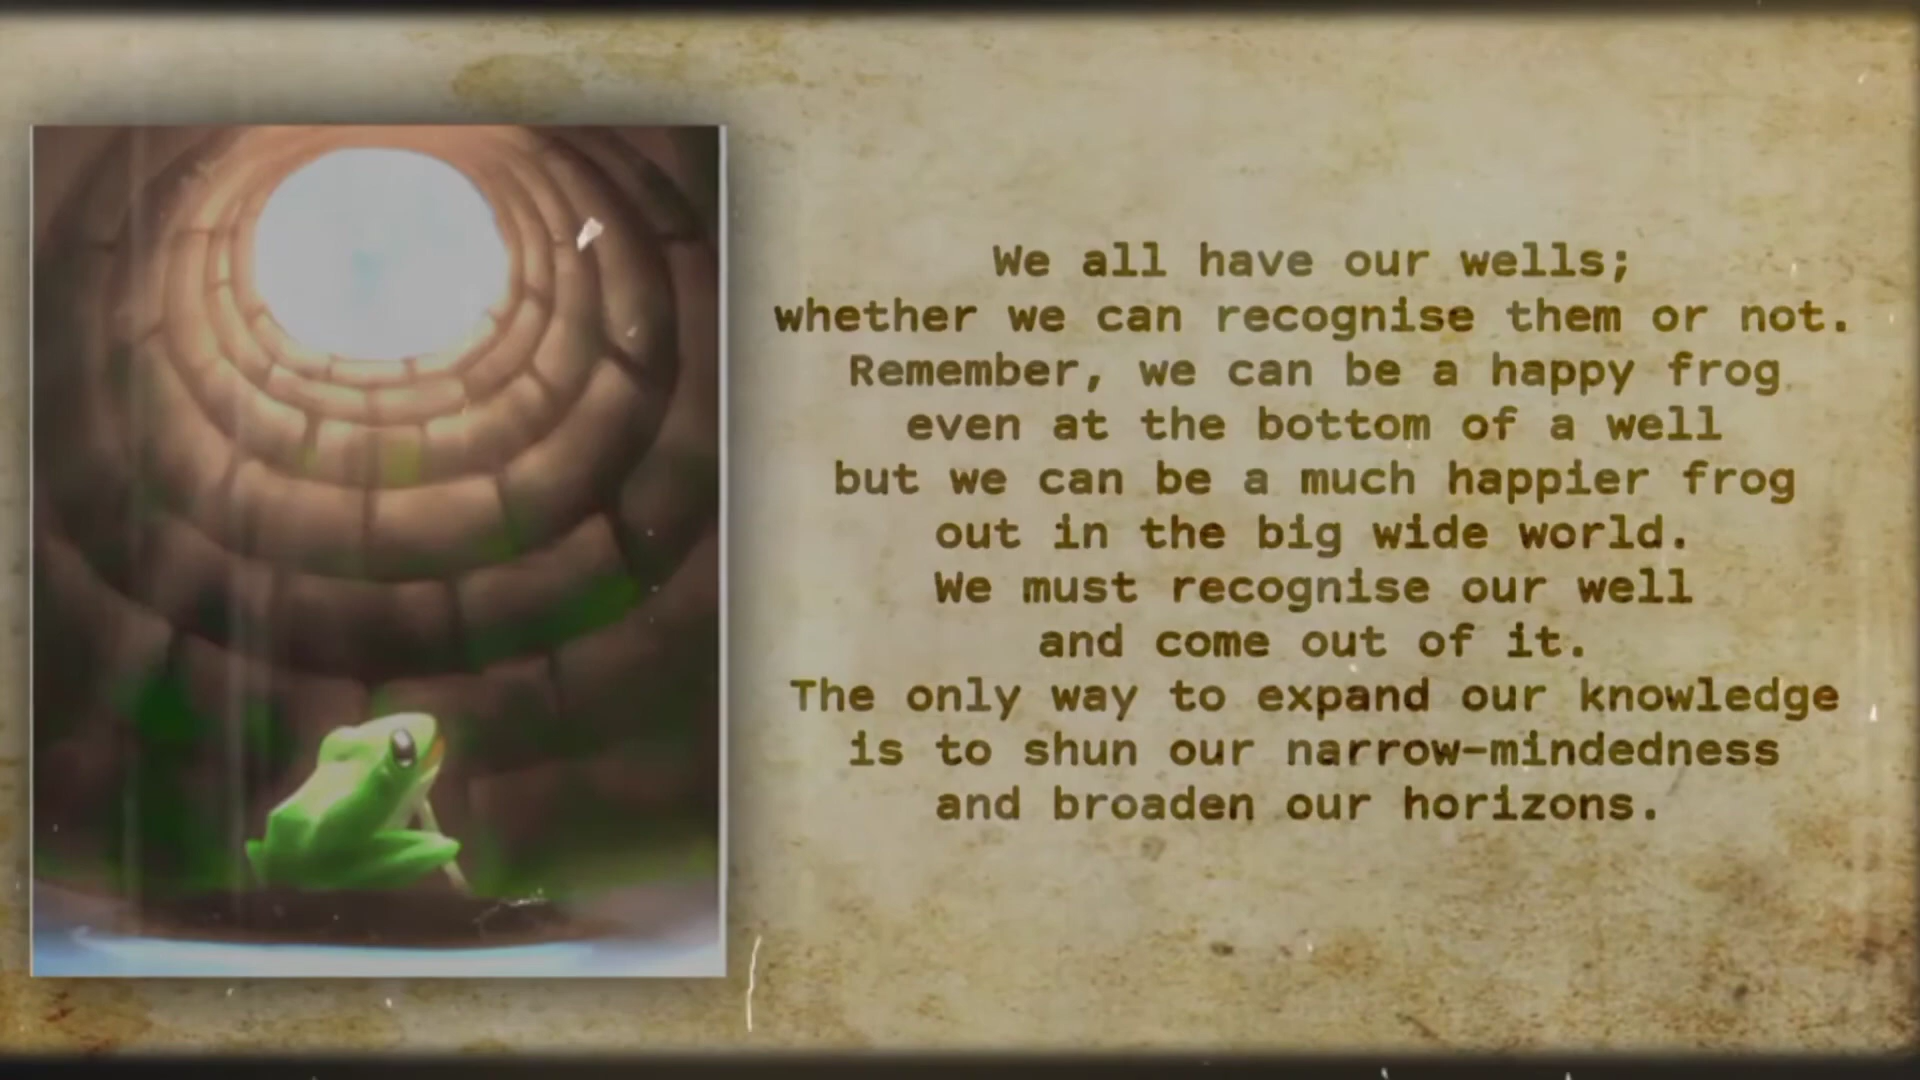 We all have our wells;
whether we can recognise them or not.
Remember, we can be a happy frog
even at the bottom of a well
but we can be a much happier frog
out in the big wide world.
We must recognise our well
and come out of it.
The only way to expand our knowledge
is to shun our narrow-mindedness
and broaden our horizons.